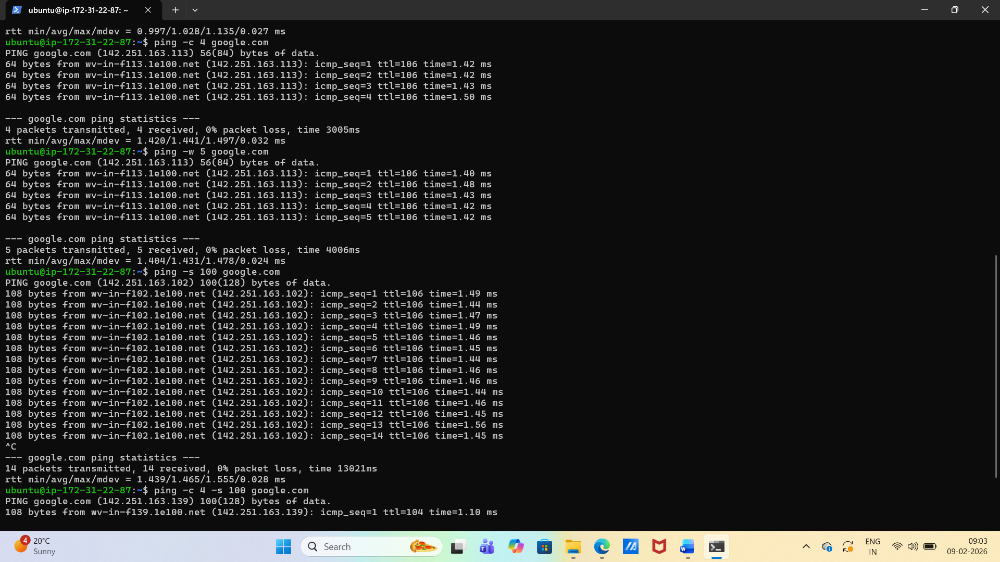 ubuntu@ip-172-31-22-87: ~
rtt min/avg/max/mdev = 0.997/1.028/1.135/0.027 ms
ubuntu@ip-172-31-22-87:~$ ping -c 4 google.com
PING google.com (142.251.163.113) 56(84) bytes of data.
64 bytes from wv-in-f113.1e100.net (142.251.163.113): icmp_seq=1 ttl=106 time=1.42 ms
64 bytes from wv-in-f113.1e100.net (142.251.163.113): icmp_seq=2 ttl=106 time=1.42 ms
64 bytes from wv-in-f113.1e100.net (142.251.163.113): icmp_seq=3 ttl=106 time=1.43 ms
64 bytes from wv-in-f113.1e100.net (142.251.163.113): icmp_seq=4 ttl=106 time=1.50 ms
--- google.com ping statistics ---
4 packets transmitted, 4 received, 0% packet loss, time 3005ms
rtt min/avg/max/mdev = 1.420/1.441/1.497/0.032 ms
ubuntu@ip-172-31-22-87:~$ ping -w 5 google.com
PING google.com (142.251.163.113) 56(84) bytes of data.
64 bytes from wv-in-f113.1e100.net (142.251.163.113): icmp_seq=1 ttl=106 time=1.40 ms
64 bytes from wv-in-f113.1e100.net (142.251.163.113): icmp_seq=2 ttl=106 time=1.48 ms
64 bytes from wv-in-f113.1e100.net (142.251.163.113): icmp_seq=3 ttl=106 time=1.43 ms
64 bytes from wv-in-f113.1e100.net (142.251.163.113): icmp_seq=4 ttl=106 time=1.42 ms
64 bytes from wv-in-f113.1e100.net (142.251.163.113): icmp_seq=5 ttl=106 time=1.42 ms
--- google.com ping statistics ---
5 packets transmitted, 5 received, 0% packet loss, time 4006ms
rtt min/avg/max/mdev = 1.404/1.431/1.478/0.024 ms
ubuntu@ip-172-31-22-87:~$ ping -s 100 google.com
PING google.com (142.251.163.102) 100(128) bytes of data.
108 bytes from wv-in-f102.1e100.net (142.251.163.102): icmp_seq=1 ttl=106 time=1.49 ms
108 bytes from wv-in-f102.1e100.net (142.251.163.102): icmp_seq=2 ttl=106 time=1.44 ms
108 bytes from wv-in-f102.1e100.net (142.251.163.102): icmp_seq=3 ttl=106 time=1.47 ms
108 bytes from wv-in-f102.1e100.net (142.251.163.102): icmp_seq=4 ttl=106 time=1.49 ms
108 bytes from wv-in-f102.1e100.net (142.251.163.102): icmp_seq=5 ttl=106 time=1.46 ms
108 bytes from wv-in-f102.1e100.net (142.251.163.102): icmp_seq=6 ttl=106 time=1.45 ms
108 bytes from wv-in-f102.1e100.net (142.251.163.102): icmp_seq=7 ttl=106 time=1.44 ms
108 bytes from wv-in-f102.1e100.net (142.251.163.102): icmp_seq=8 ttl=106 time=1.46 ms
108 bytes from wv-in-f102.1e100.net (142.251.163.102): icmp_seq=9 ttl=106 time=1.46 ms
108 bytes from wv-in-f102.1e100.net (142.251.163.102): icmp_seq=10 ttl=106 time=1.44 ms
108 bytes from wv-in-f102.1e100.net (142.251.163.102): icmp_seq=11 ttl=106 time=1.46 ms
108 bytes from wv-in-f102.1e100.net (142.251.163.102): icmp_seq=12 ttl=106 time=1.45 ms
108 bytes from wv-in-f102.1e100.net (142.251.163.102): icmp_seq=13 ttl=106 time=1.56 ms
108 bytes from wv-in-f102.1e100.net (142.251.163.102): icmp_seq=14 ttl=106 time=1.45 ms
^C
--- google.com ping statistics ---
14 packets transmitted, 14 received, 0% packet loss, time 13021ms
rtt min/avg/max/mdev = 1.439/1.465/1.555/0.028 ms
ubuntu@ip-172-31-22-87:~$ ping -c 4 -s 100 google.com
PING google.com (142.251.163.139) 100(128) bytes of data.
108 bytes from wv-in-f139.1e100.net (142.251.163.139): icmp_seq=1 ttl=104 time=1.10 ms
4
20°C
Sunny
Search
ENG
IN
09:03
09-02-2026